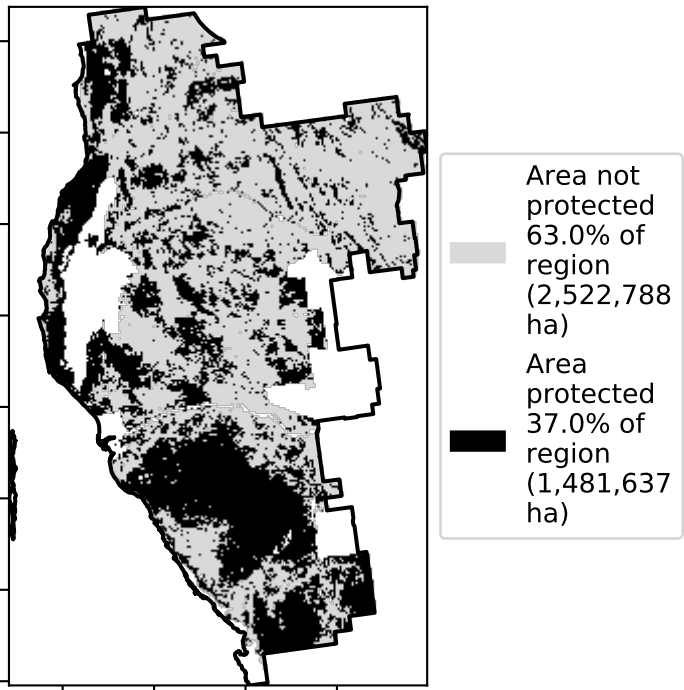 Area not
protected
63.0% of
region
(2,522,788
ha)
Area
protected
37.0% of
region
(1,481,637
ha)